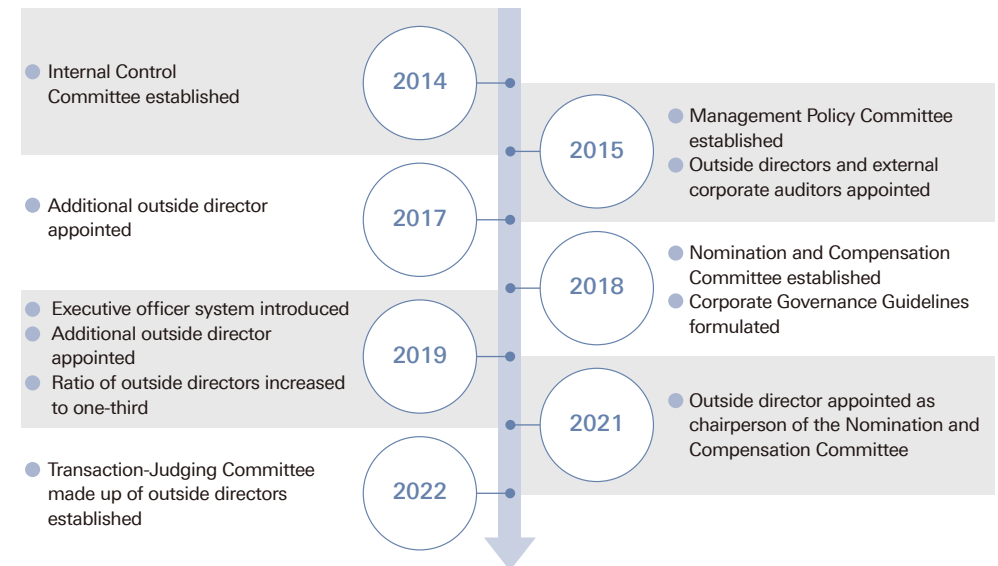 Internal Control
Committee established
2014
2015
Management Policy Committee
established
Outside directors and external
corporate auditors appointed
Additional outside director
appointed
2017
2018
Nomination and Compensation
Committee established
Corporate Governance Guidelines
formulated
Executive officer system introduced
Additional outside director
appointed
Ratio of outside directors increased
to one-third
2019
2021
Outside director appointed as
chairperson of the Nomination and
Compensation Committee
Transaction-Judging Committee
made up of outside directors
established
2022